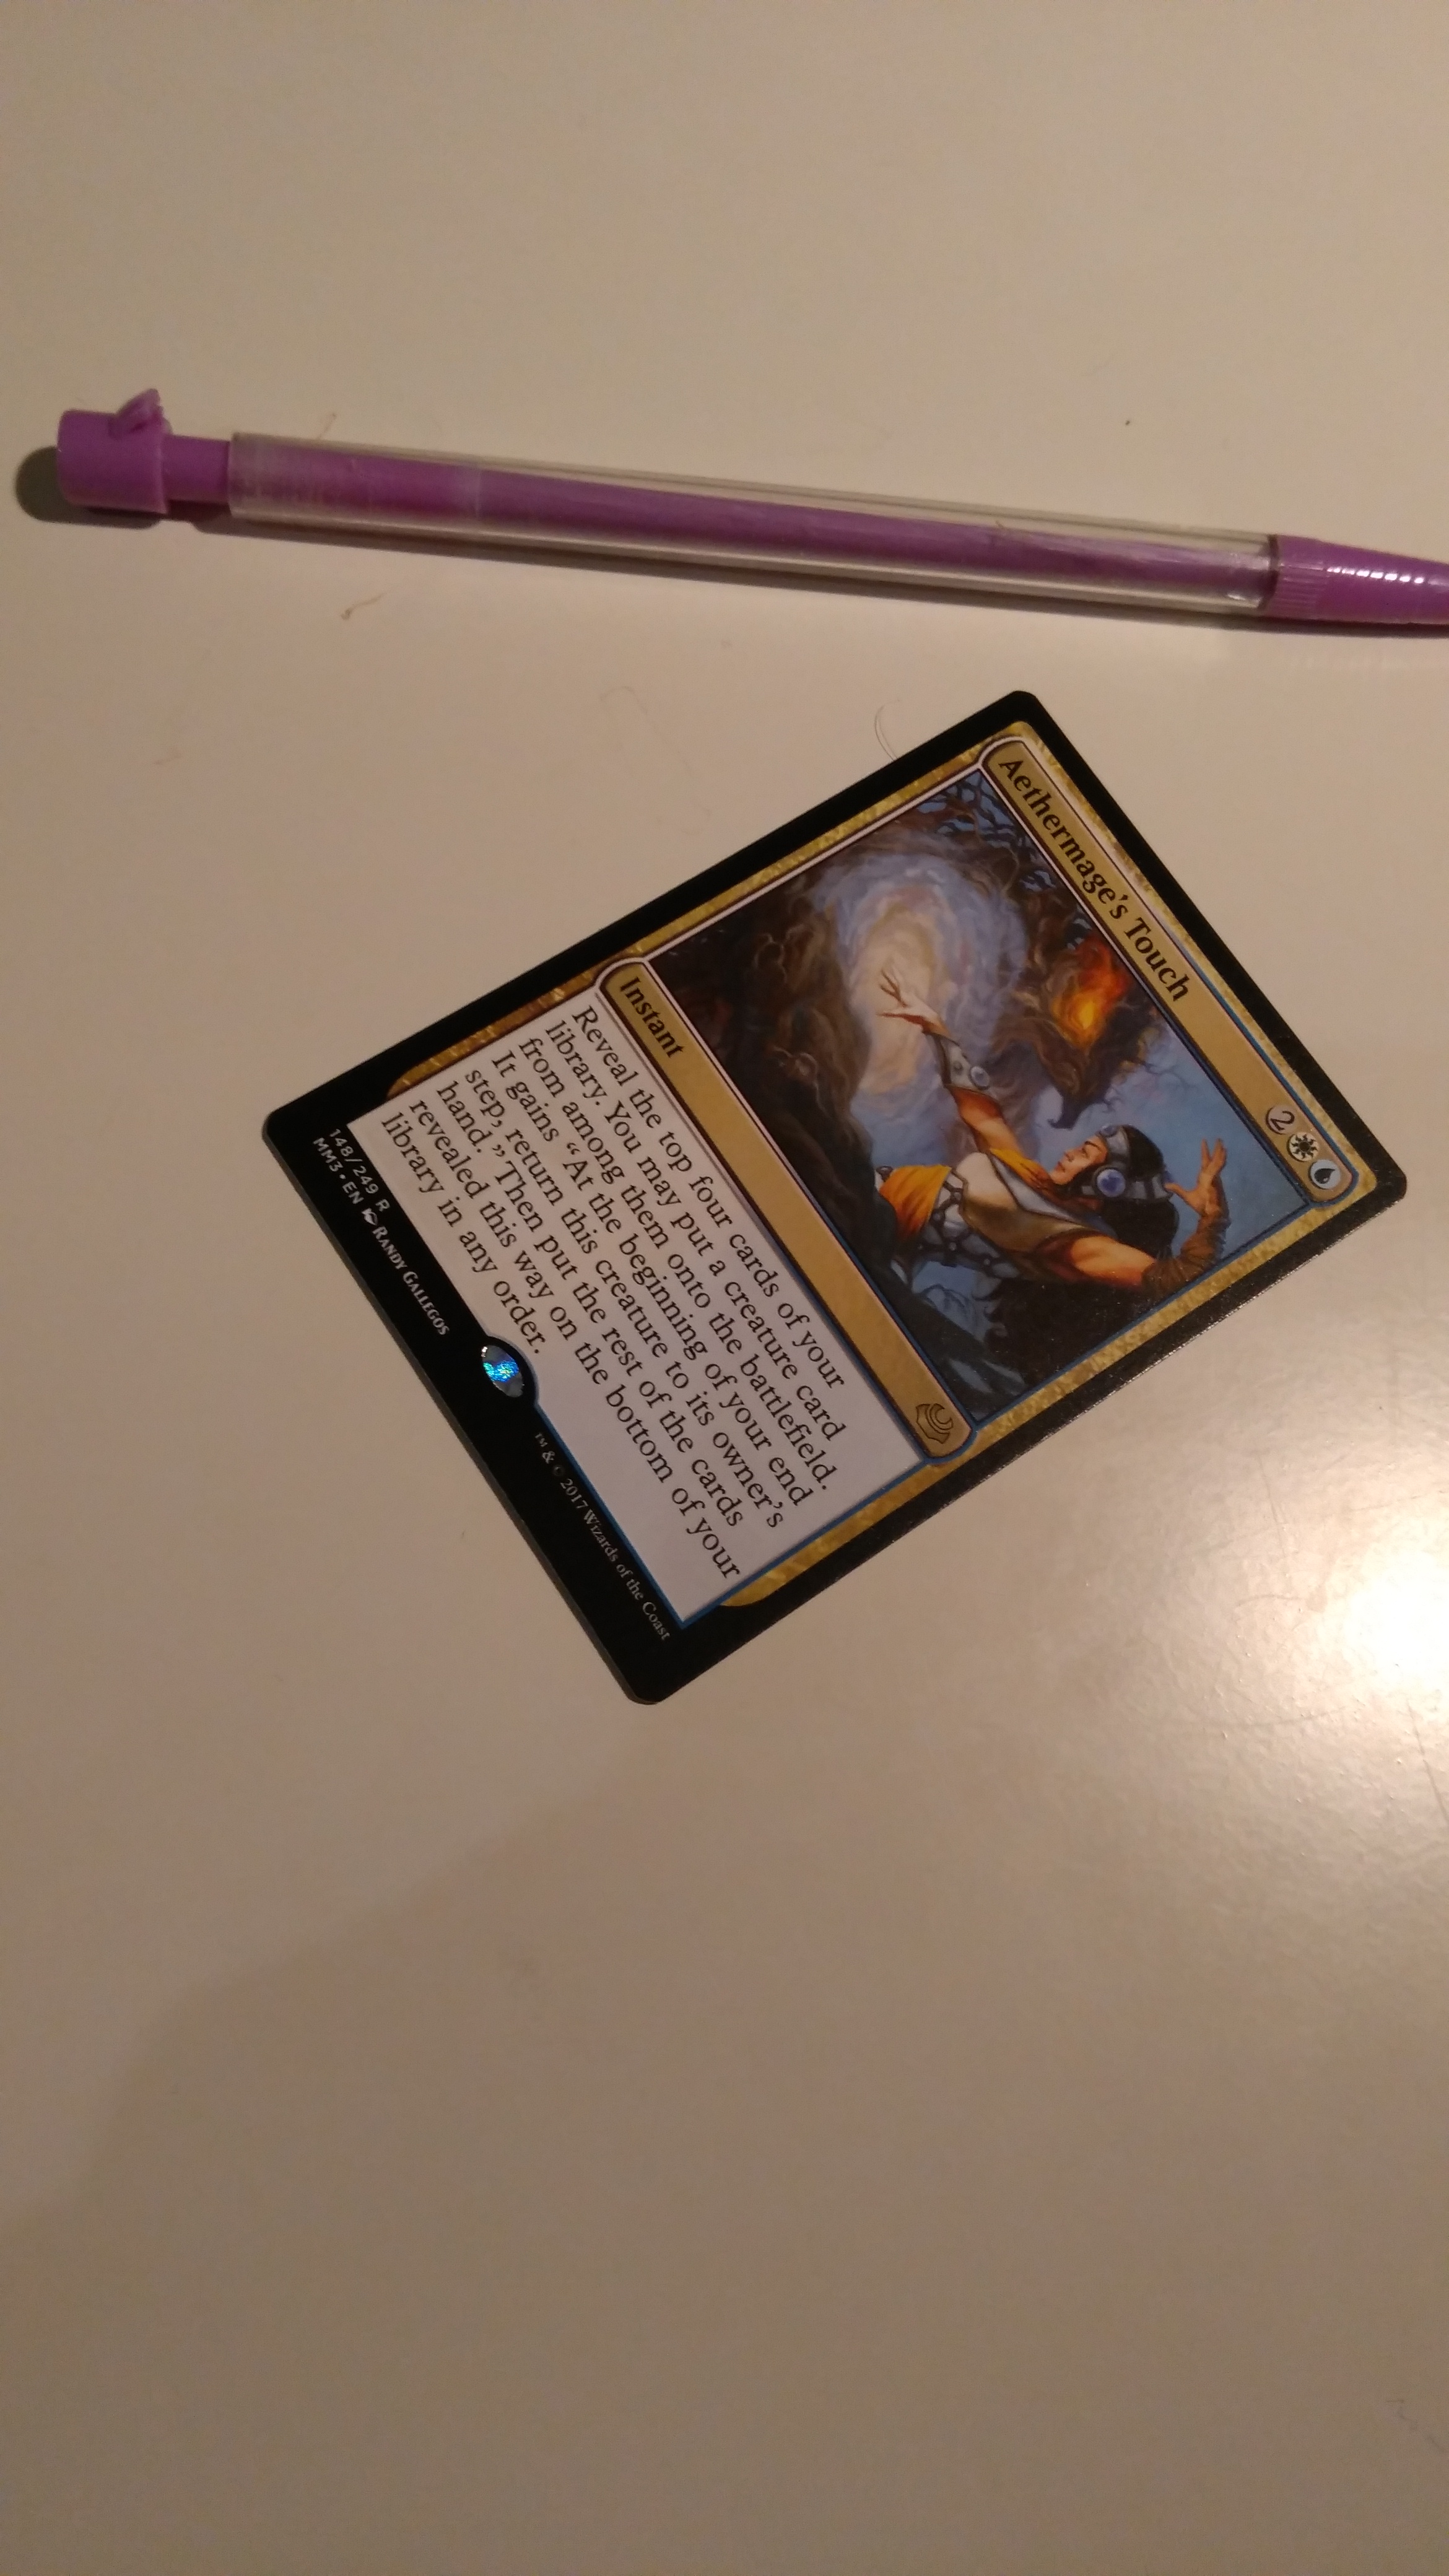 Aethermage's Touch 2
Instant
Reveal the top four cards of your
library. You may put a creature card
from among them onto the battlefield.
It gains “At the beginning of your end
step, return this creature to its owner's
hand.” Then put the rest of the cards
revealed this way on the bottom of your
library in any order.
148/249 R
MM3 • EN RANDY GALLEGOS
™ & © 2017 Wizards of the Coast